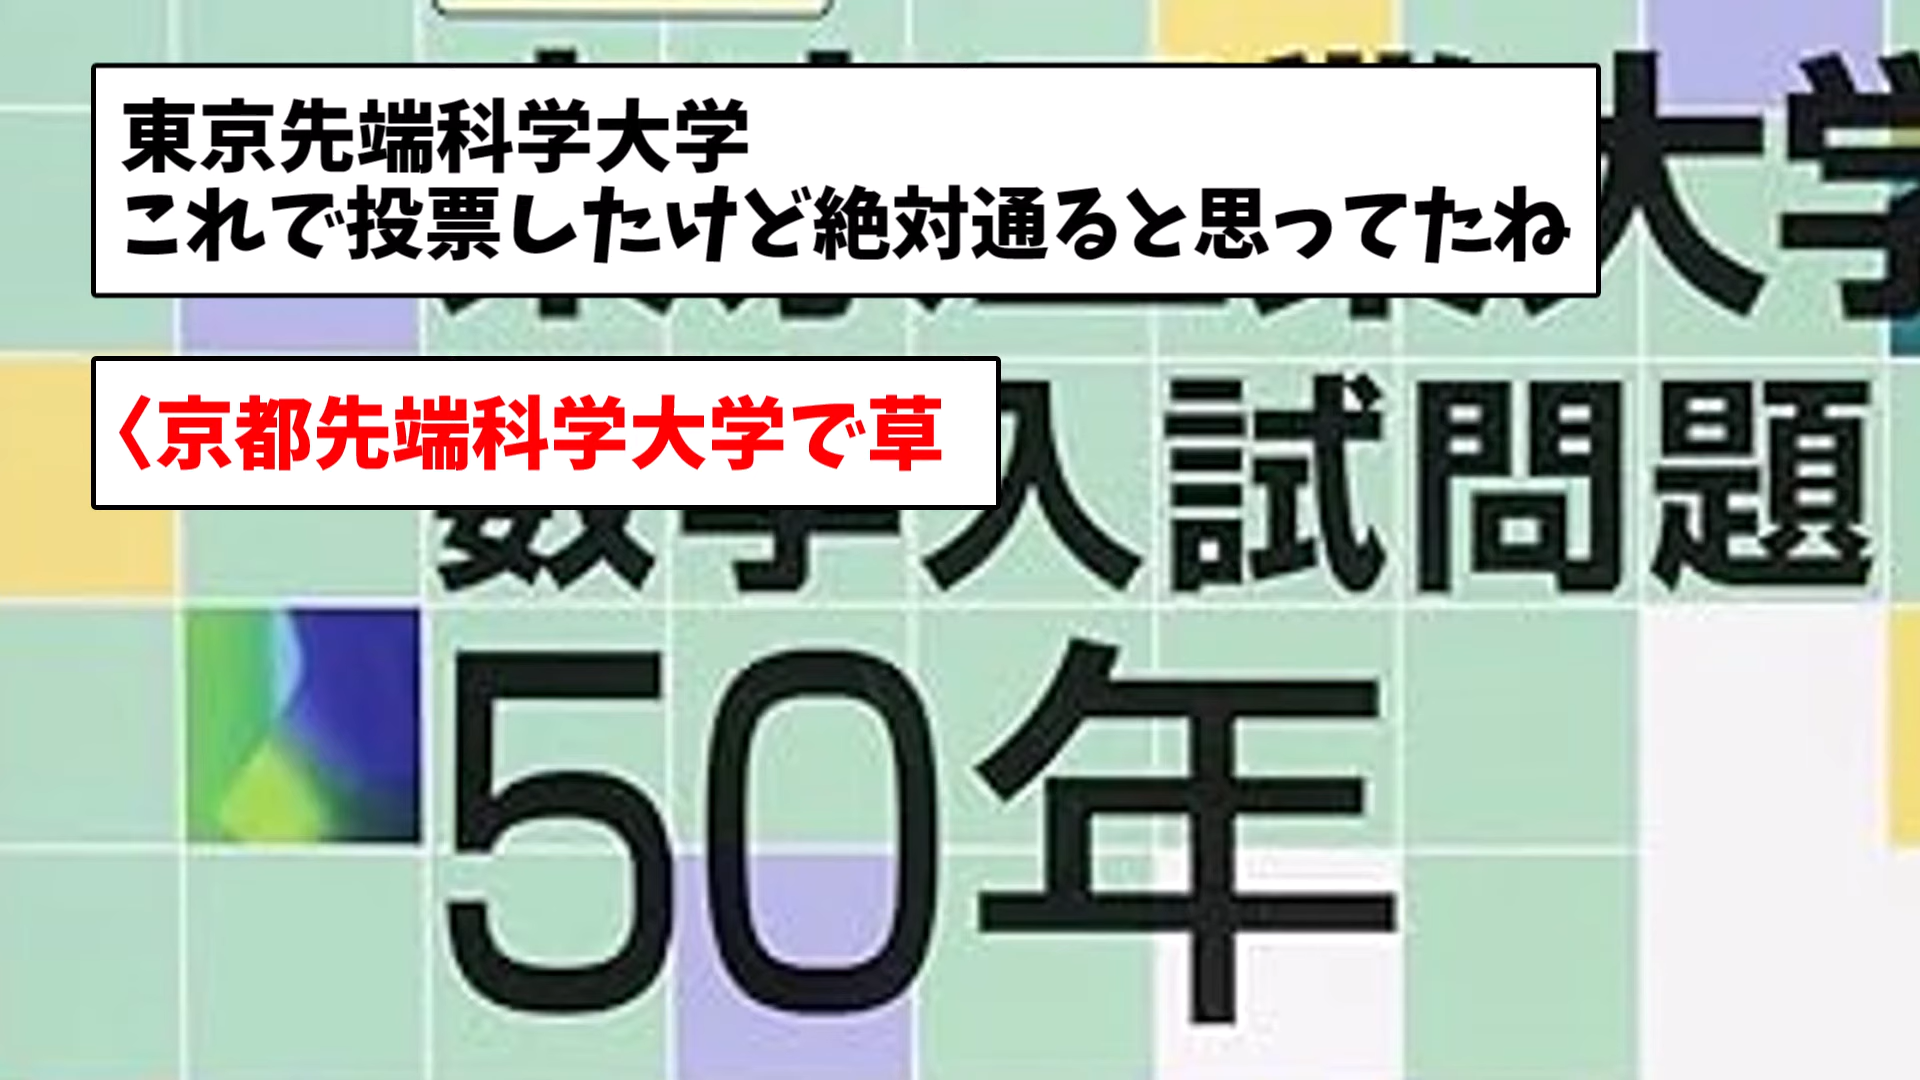 東京先端科学大学
これで投票したけど絶対通ると思ってたね
〈京都先端科学大学で草
大学
数学入試問題
50年